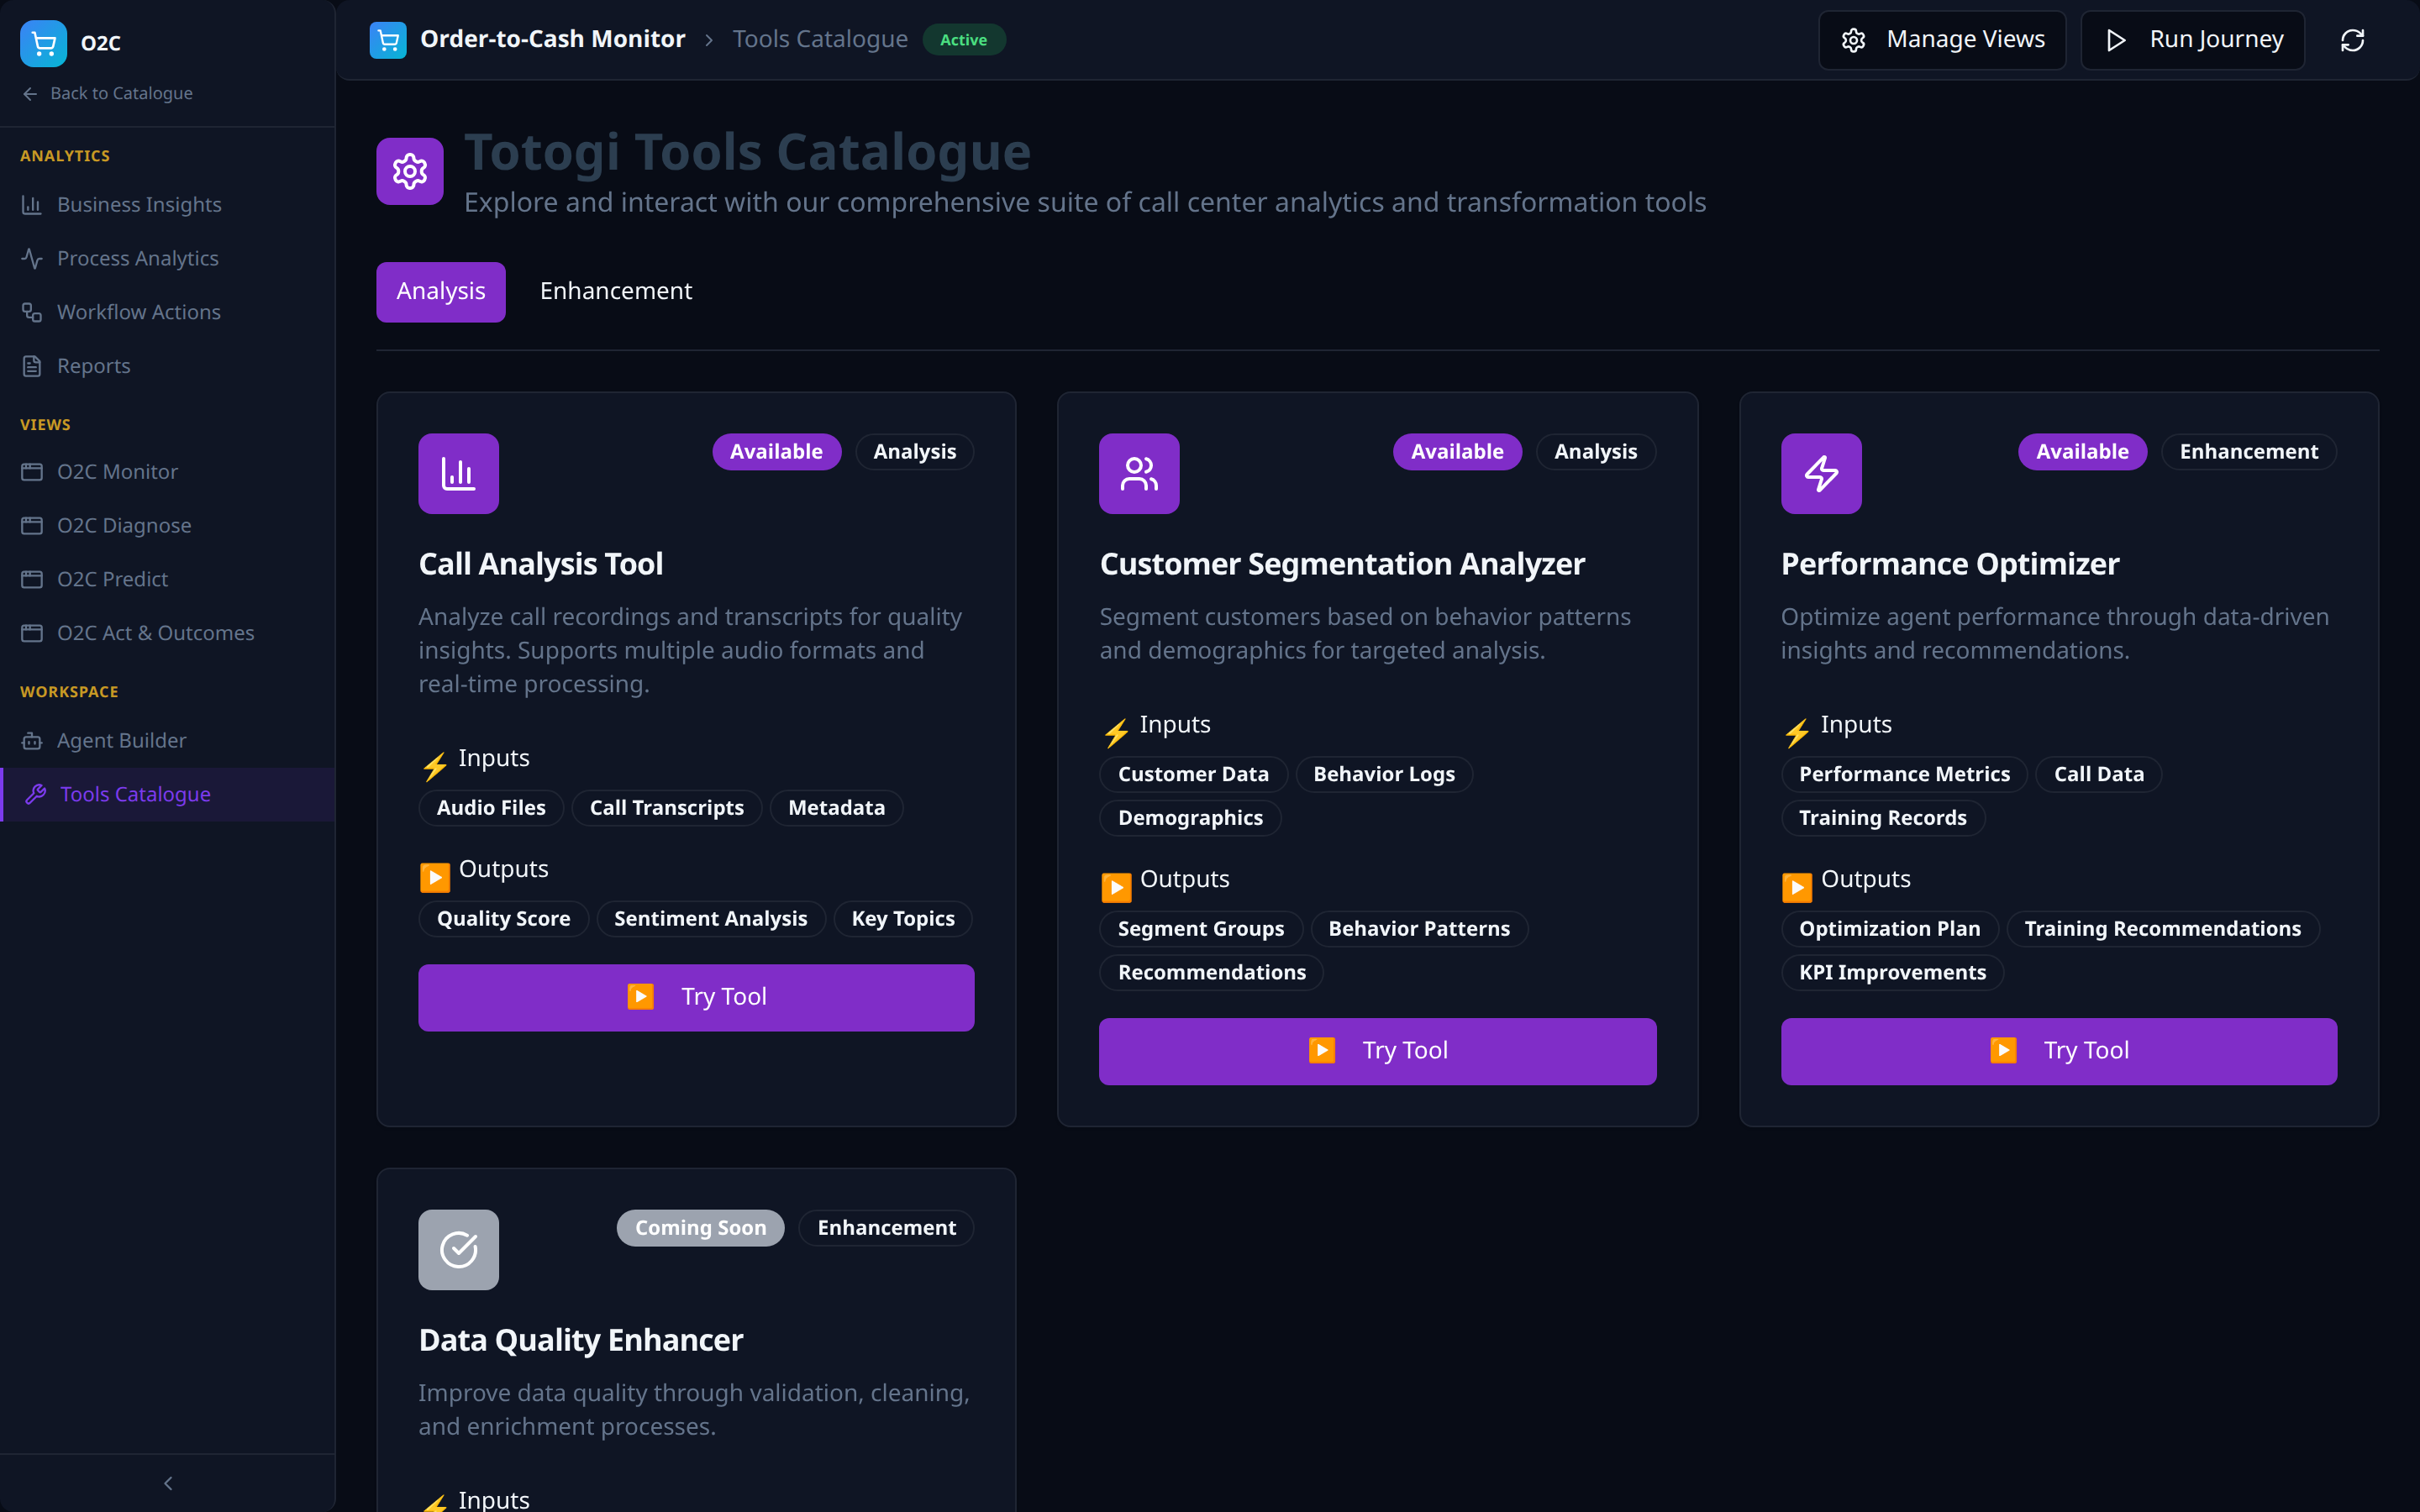 O2C
Back to Catalogue
ANALYTICS
Business Insights
Process Analytics
Workflow Actions
Reports
VIEWS
O2C Monitor
O2C Diagnose
O2C Predict
O2C Act & Outcomes
WORKSPACE
Agent Builder
Tools Catalogue
Order-to-Cash Monitor > Tools Catalogue Active
Manage Views
Run Journey
Totogi Tools Catalogue
Explore and interact with our comprehensive suite of call center analytics and transformation tools
Analysis Enhancement
Available Analysis
Call Analysis Tool
Analyze call recordings and transcripts for quality
insights. Supports multiple audio formats and
real-time processing.
Inputs
Audio Files Call Transcripts Metadata
Outputs
Quality Score Sentiment Analysis Key Topics
Try Tool
Available Analysis
Customer Segmentation Analyzer
Segment customers based on behavior patterns
and demographics for targeted analysis.
Inputs
Customer Data Behavior Logs
Demographics
Outputs
Segment Groups Behavior Patterns
Recommendations
Try Tool
Available Enhancement
Performance Optimizer
Optimize agent performance through data-driven
insights and recommendations.
Inputs
Performance Metrics Call Data
Training Records
Outputs
Optimization Plan Training Recommendations
KPI Improvements
Try Tool
Coming Soon Enhancement
Data Quality Enhancer
Improve data quality through validation, cleaning,
and enrichment processes.
Inputs